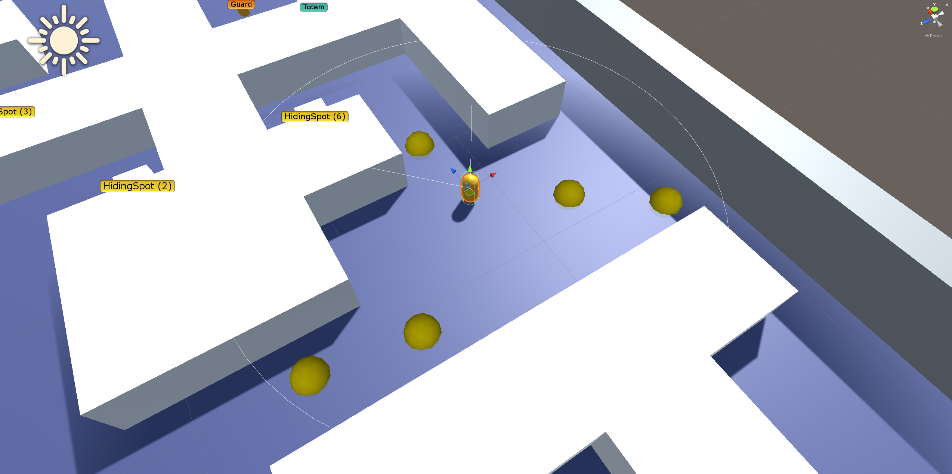 Guard
Totem
Spot (3)
HidingSpot (6)
HidingSpot (2)